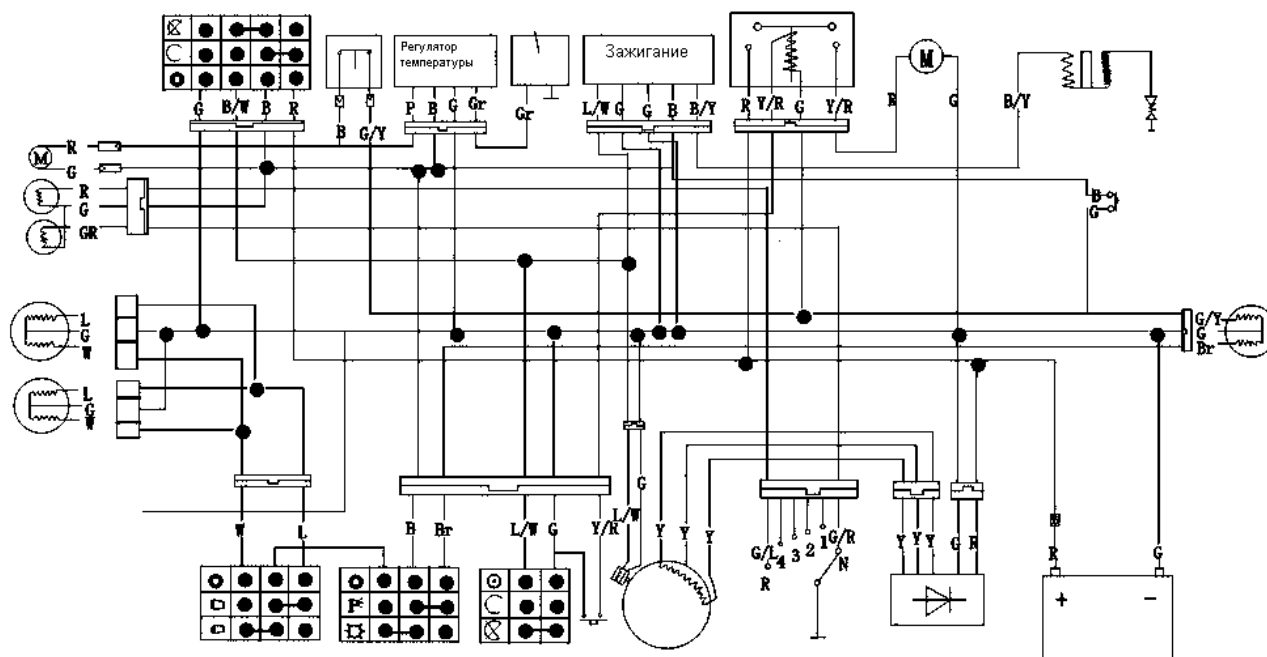 Регулятор
температуры
Зажигание
M
G B/W B R
B G/Y
P B G Gr
Gr
L/W G G B B/Y
R Y/R G Y/R
R G
B/Y
M R
G
R
G
GR
B
G
L
G
W
L
G
W
G/Y
G
Br
W L
B Br L/W G Y/R
L/W G
Y Y Y
G/L 4 3 2 1 G/R
R
N
Y Y Y G R
R G
P
+ -